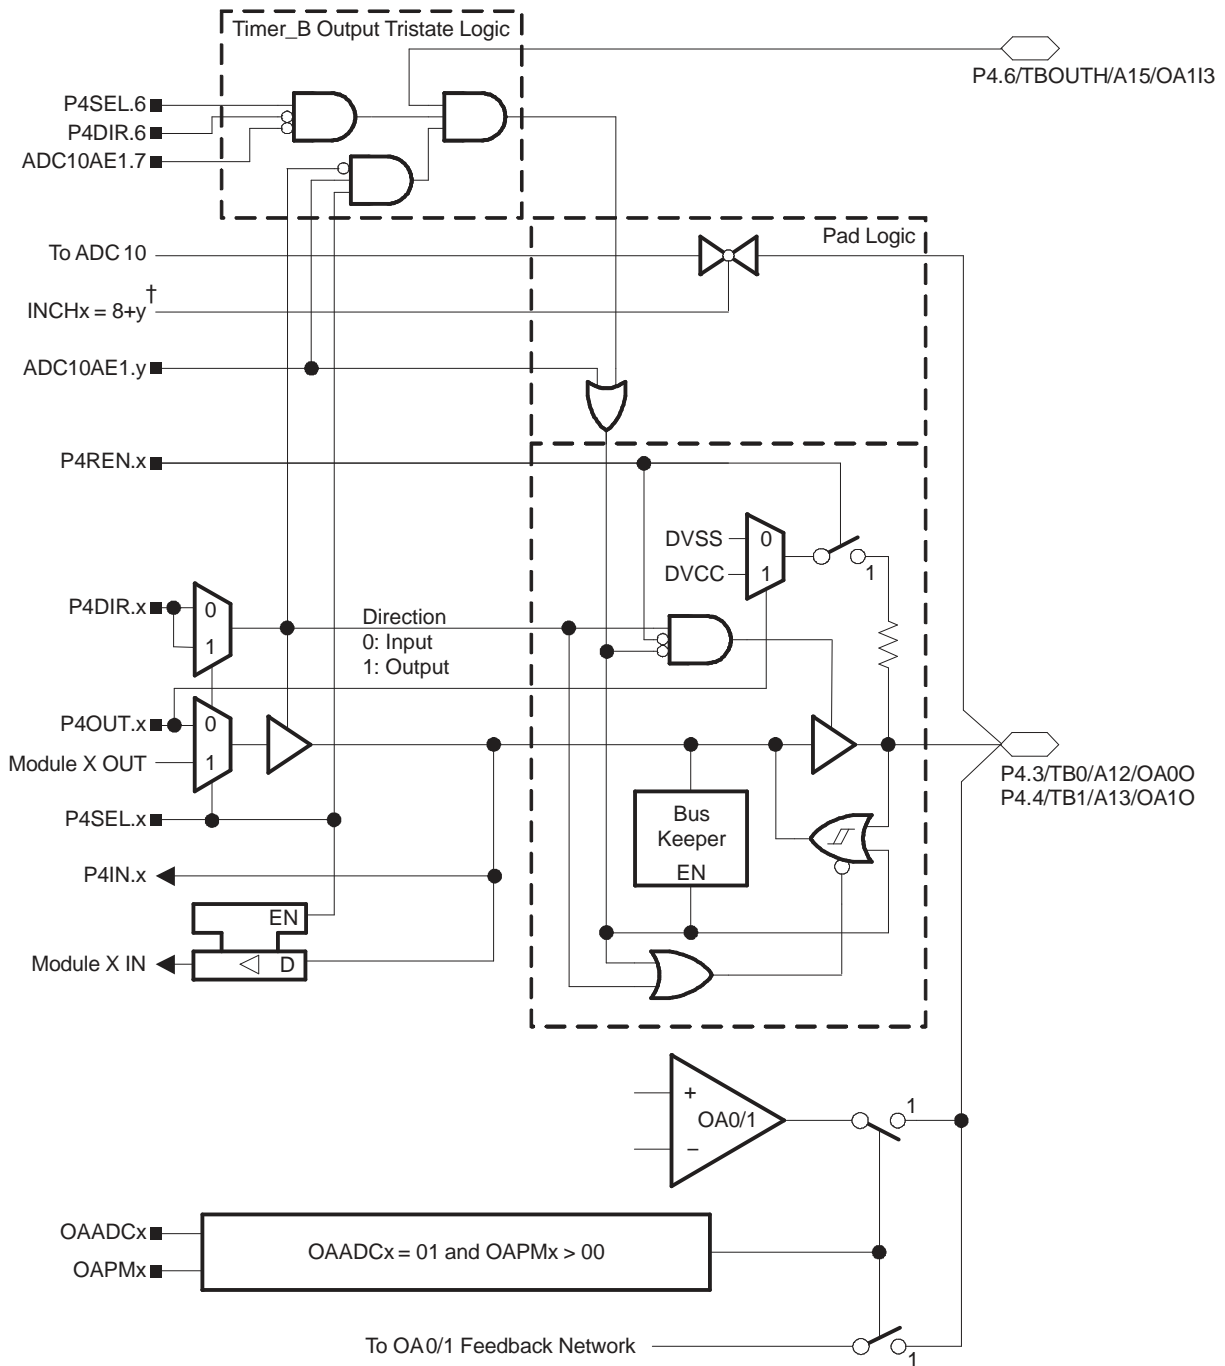 Timer_B Output Tristate Logic
P4.6/TBOUTH/A15/OA1I3
P4SEL.6
P4DIR.6
ADC10AE1.7
Pad Logic
To ADC10
INCHx = 8+y†
ADC10AE1.y
P4REN.x
DVSS
0
DVCC
1
1
P4DIR.x
0
1
Direction
0: Input
1: Output
P4OUT.x
0
Module X OUT
1
P4.3/TB0/A12/OA0O
P4.4/TB1/A13/OA1O
P4SEL.x
Bus
Keeper
EN
P4IN.x
EN
Module X IN
D
+
OA0/1
−
1
OAADCx
OAPMx
OAADCx = 01 and OAPMx > 00
To OA0/1 Feedback Network
1